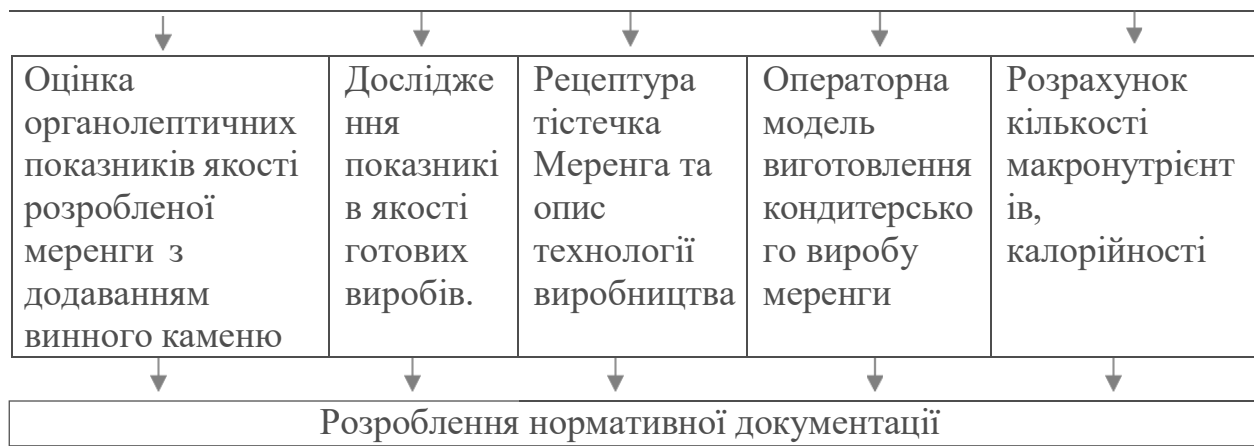 Оцінка
органолептичних
показників якості
розробленої
меренги з
додаванням
винного каменю
Дослідже
ння
показникі
в якості
готових
виробів.
Рецептура
тістечка
Меренга та
опис
технології
виробництва
Операторна
модель
виготовлення
кондитерсько
го виробу
меренги
Розрахунок
кількості
макронутрієнт
ів,
калорійності
Розроблення нормативної документації